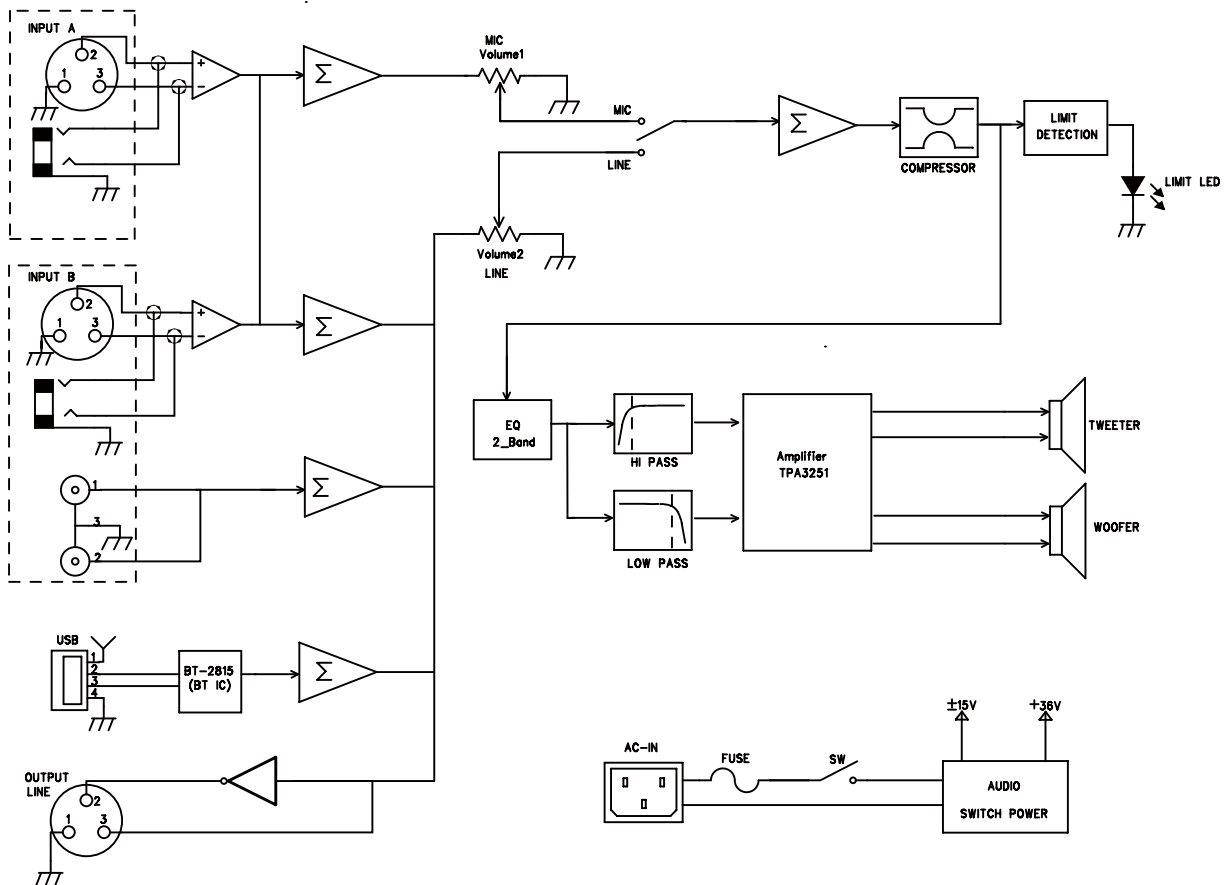 INPUT A
2
1
3
+
−
Σ
MIC
Volume1
MIC
LINE
Σ
COMPRESSOR
LIMIT
DETECTION
LIMIT LED
Volume2
LINE
INPUT B
2
1
3
+
−
Σ
EQ
2_Band
HI PASS
LOW PASS
Amplifier
TPA3251
TWEETER
WOOFER
1
3
2
Σ
USB
1
2
3
4
BT-2815
(BT IC)
Σ
OUTPUT
LINE
2
1
3
AC-IN
FUSE
SW
±15V
+36V
AUDIO
SWITCH POWER